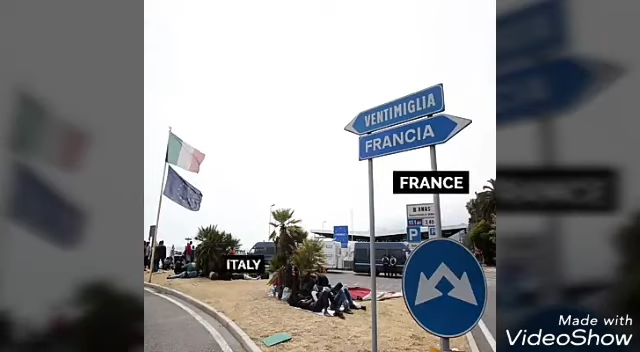 VENTIMIGLIA
FRANCIA
FRANCE
P
ITALY
Made with
VideoShow